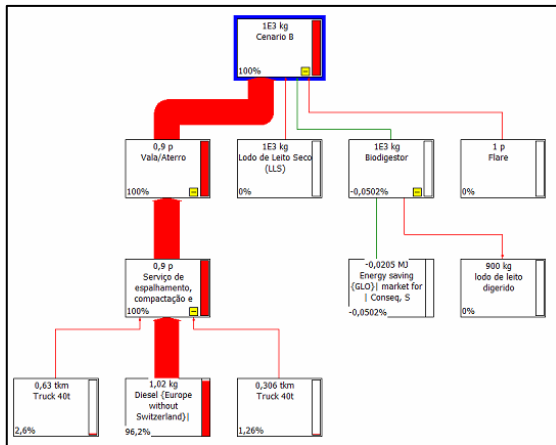 1E3 kg
Cenario B
100%
0,9 p
Vala/Aterro
100%
1E3 kg
Lodo de Leito Seco
(LLS)
0%
1E3 kg
Biodigestor
-0,0502%
1 p
Flare
0%
0,9 p
Serviço de
espalhamento,
compactação e
100%
-0,0205 MJ
Energy saving
{GLO}| market for
| Conseq, S
-0,0502%
900 kg
lodo de leito
digerido
0%
0,63 tkm
Truck 40t
2,6%
1,02 kg
Diesel {Europe
without
Switzerland}|
96,2%
0,306 tkm
Truck 40t
1,26%